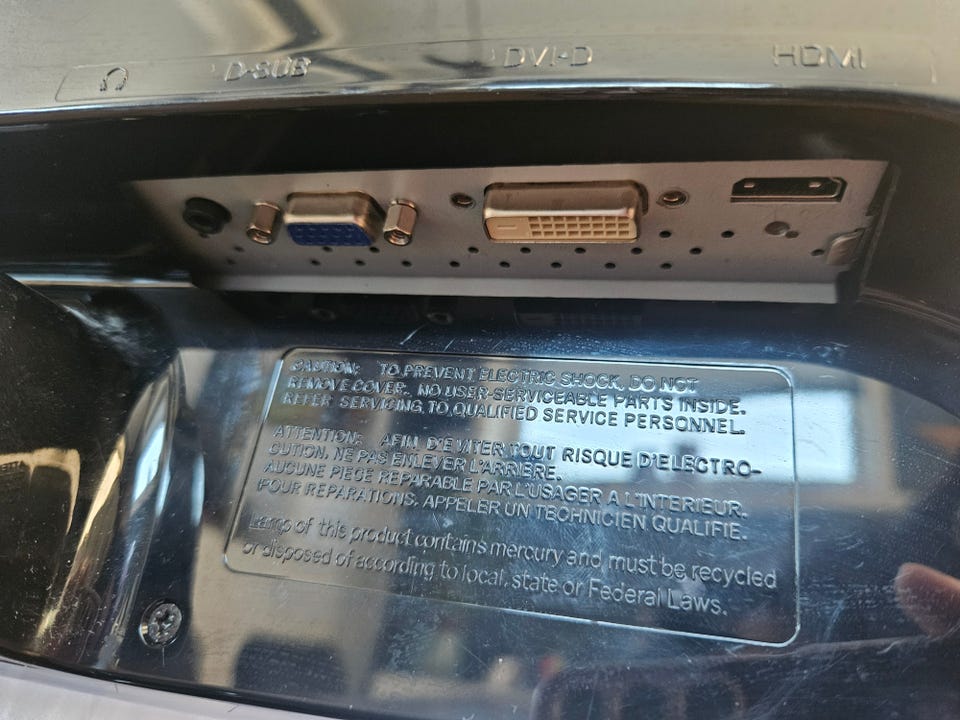 D-SUB
DVI-D
HDMI
CAUTION: TO PREVENT ELECTRIC SHOCK, DO NOT
REMOVE COVER. NO USER-SERVICEABLE PARTS INSIDE.
REFER SERVICING TO QUALIFIED SERVICE PERSONNEL.
ATTENTION: AFIN D'EVITER TOUT RISQUE D'ELECTRO-
CUTION, NE PAS ENLEVER L'ARRIERE.
AUCUNE PIECE REPARABLE PAR L'USAGER A L'INTERIEUR.
POUR REPARATIONS, APPELER UN TECHNICIEN QUALIFIE.
Lamp of this product contains mercury and must be recycled
or disposed of according to local, state or Federal Laws.